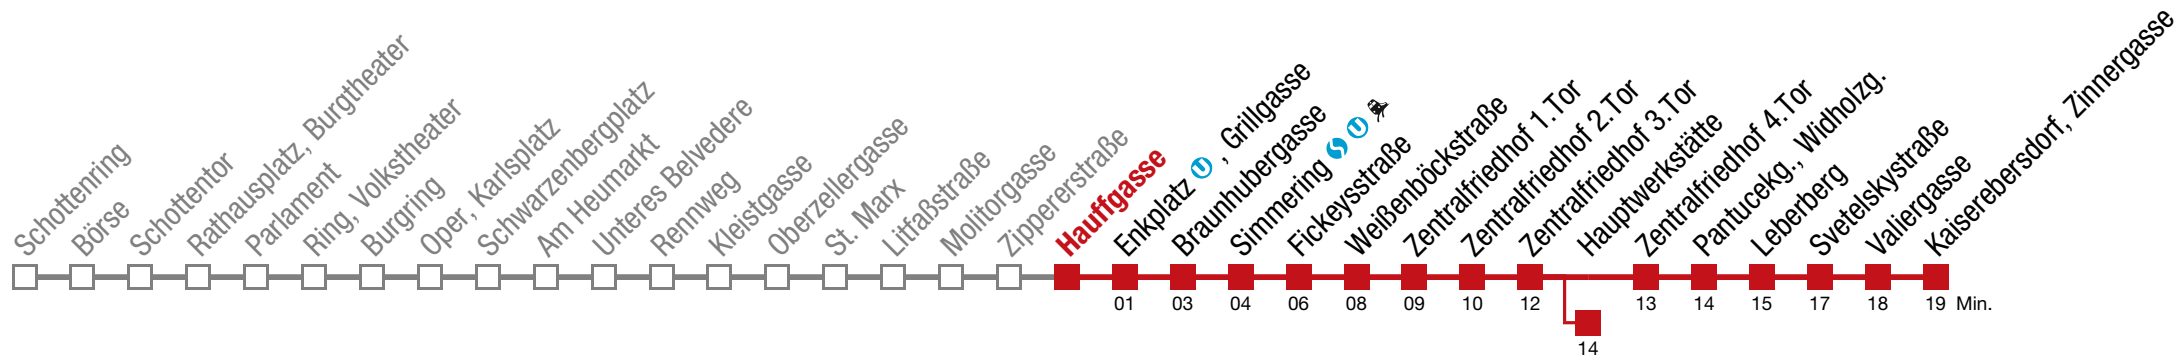 Schottenring
Börse
Schottentor
Rathausplatz, Burgtheater
Parlament
Ring, Volkstheater
Burgring
Oper, Karlsplatz
Schwarzenbergplatz
Am Heumarkt
Unteres Belvedere
Rennweg
Kleistgasse
Oberzellergasse
St. Marx
Litfaßstraße
Molitorgasse
Zippererstraße
Hauffgasse
Enkplatz U , Grillgasse
Braunhubergasse
Simmering S U
Fickeysstraße
Weißenböckstraße
Zentralfriedhof 1.Tor
Zentralfriedhof 2.Tor
Zentralfriedhof 3.Tor
Hauptwerkstätte
Zentralfriedhof 4.Tor
Pantucekg., Widholzg.
Leberberg
Svetelskystraße
Valiergasse
Kaiserebersdorf, Zinnergasse
01 03 04 06 08 09 10 12 13 14 15 17 18 19 Min.
14